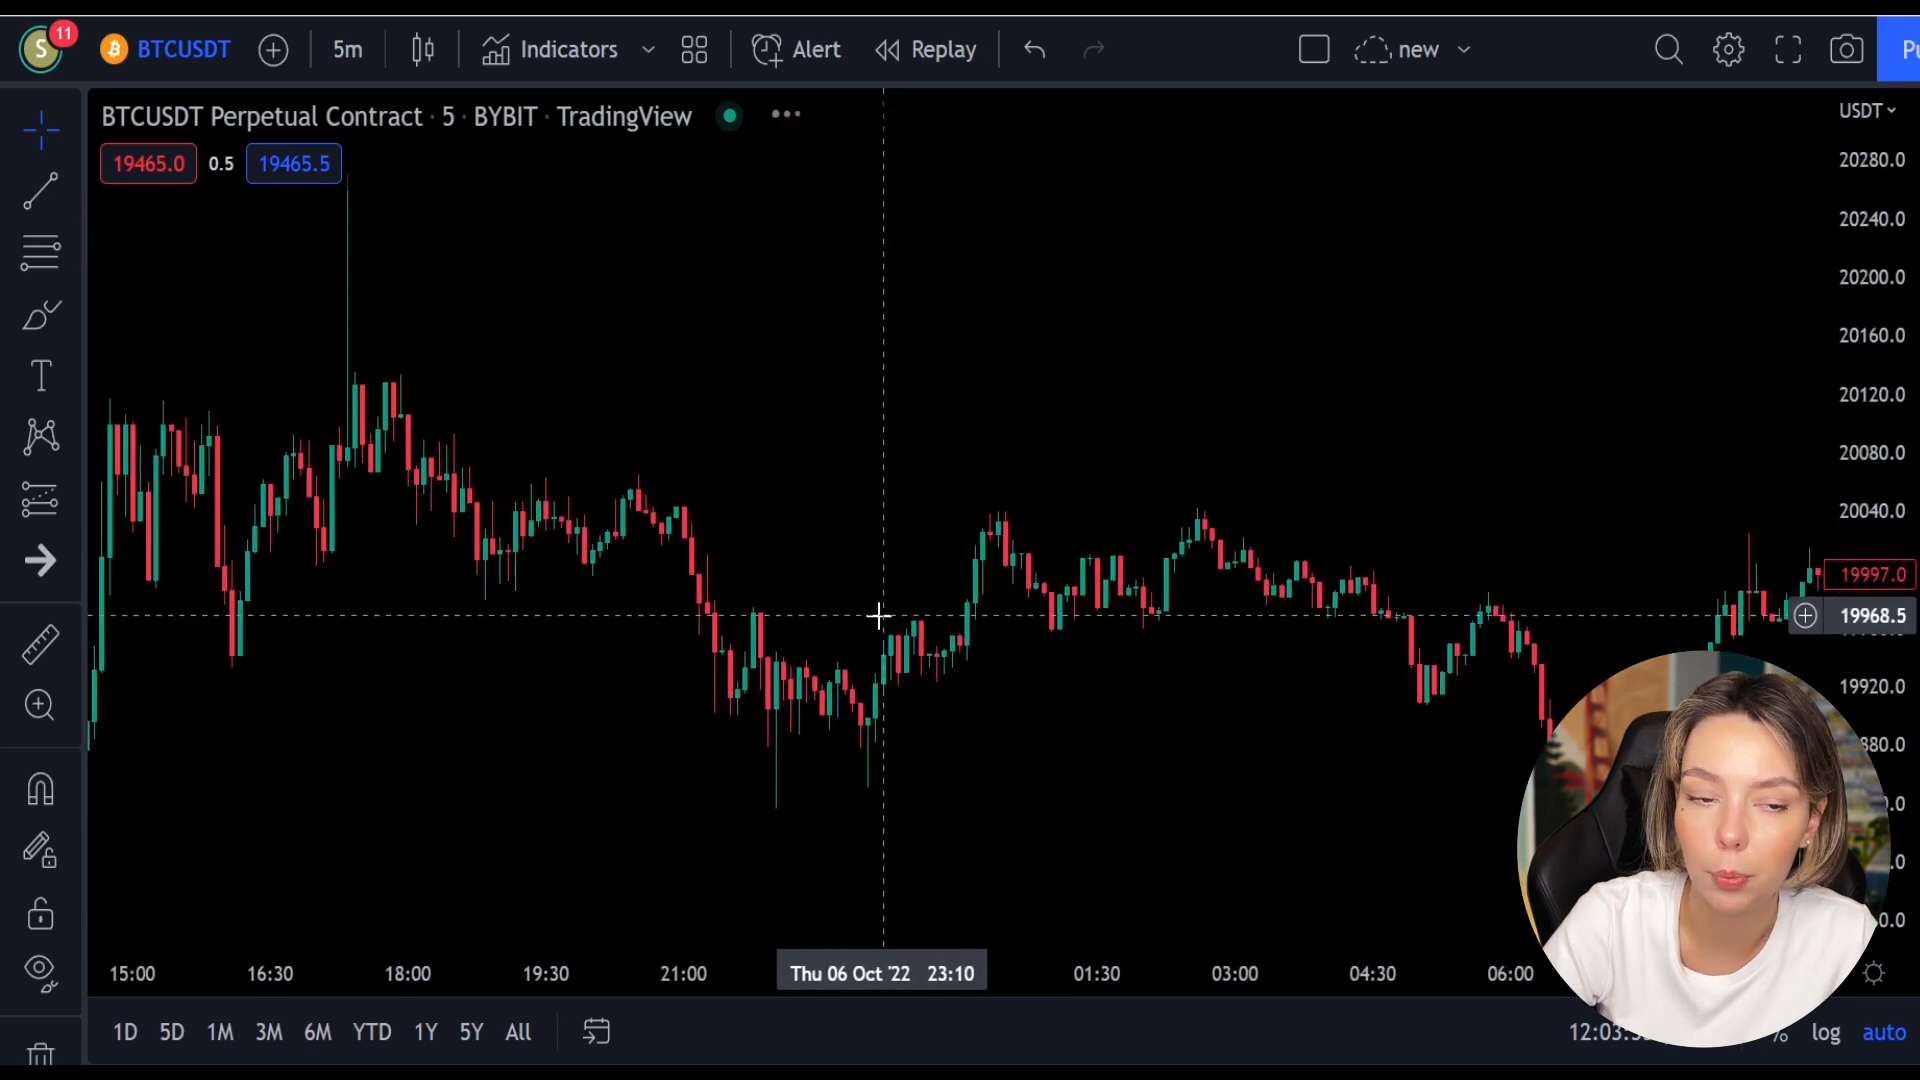 S 11 BTCUSDT 5m Indicators Alert Replay new Pu
BTCUSDT Perpetual Contract · 5 · BYBIT · TradingView
19465.0 0.5 19465.5
USDT
20280.0
20240.0
20200.0
20160.0
20120.0
20080.0
20040.0
19997.0
19968.5
19920.0
15:00 16:30 18:00 19:30 21:00 Thu 06 Oct '22 23:10 01:30 03:00 04:30 06:00
1D 5D 1M 3M 6M YTD 1Y 5Y All % log auto